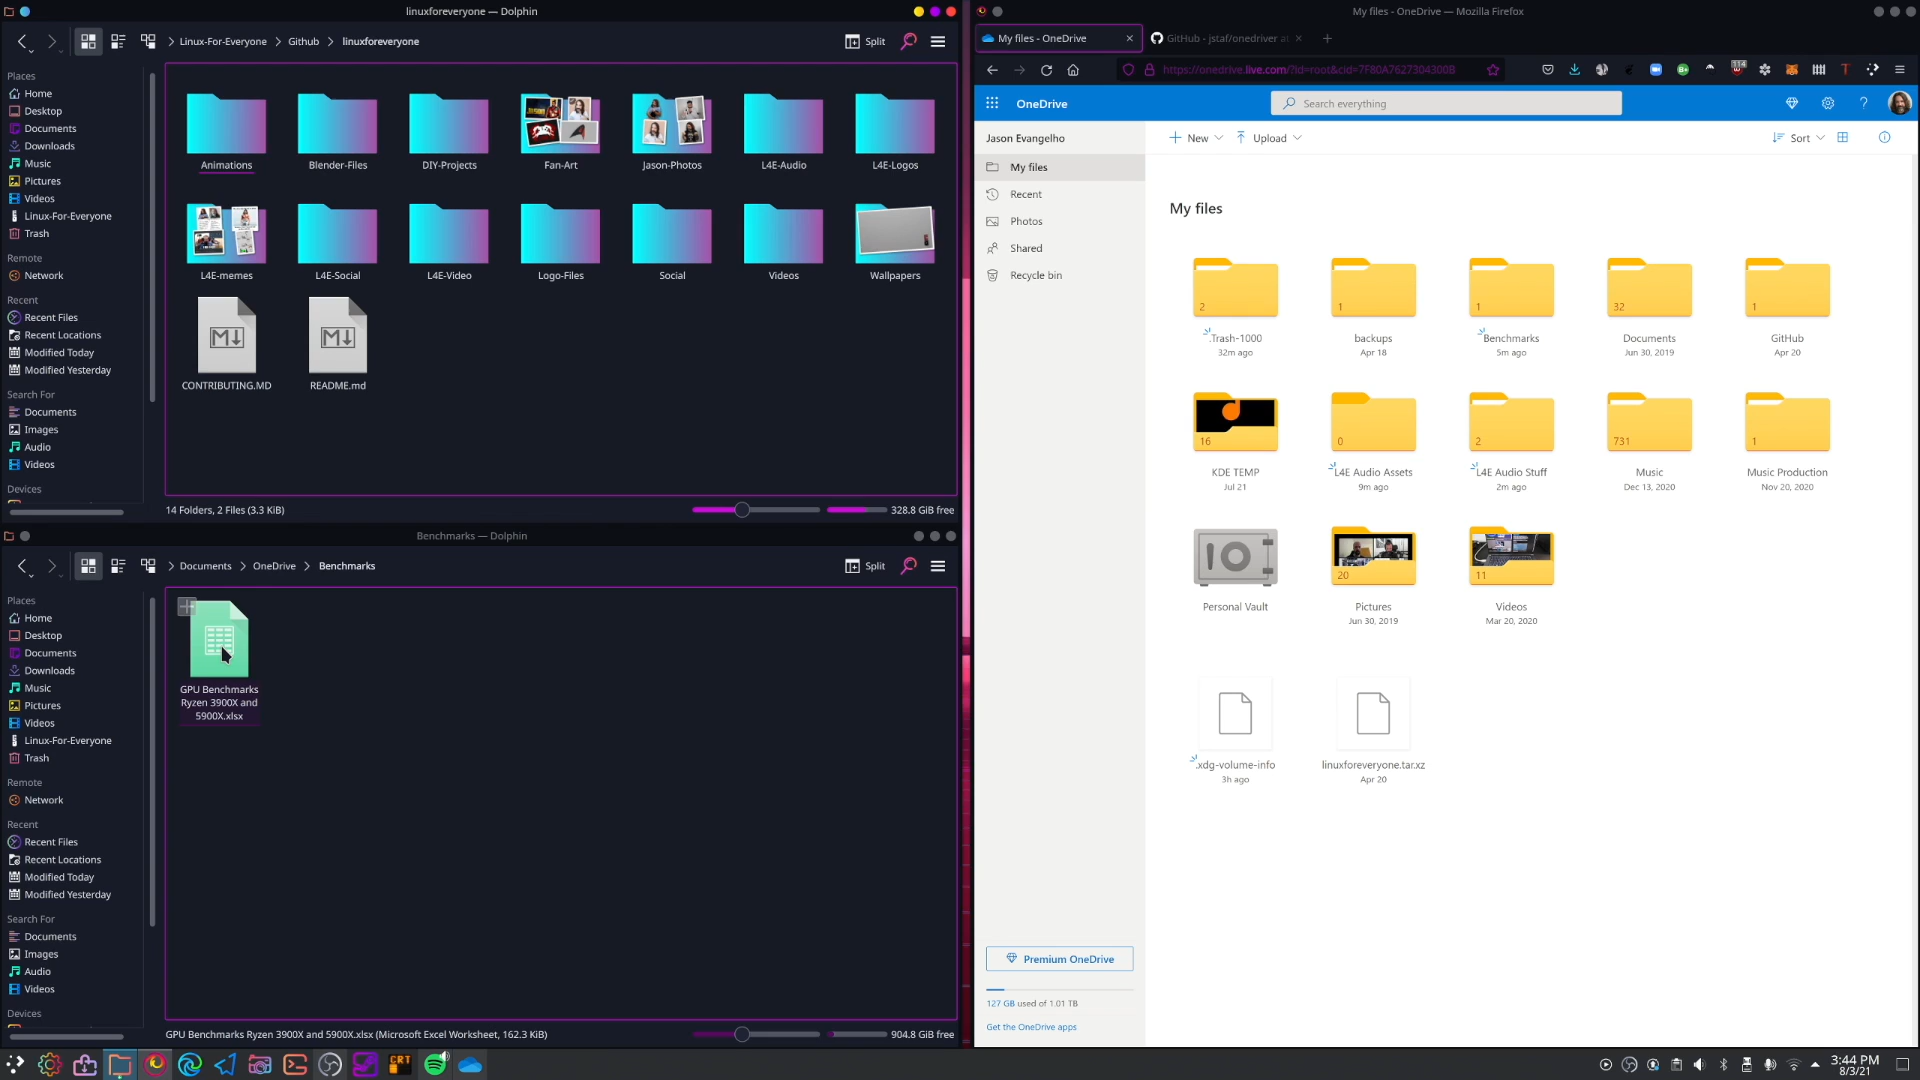 linuxforeveryone — Dolphin
Linux-For-Everyone
Github
linuxforeveryone
Split
Places
Home
Desktop
Documents
Downloads
Music
Pictures
Videos
Linux-For-Everyone
Trash
Remote
Network
Recent
Recent Files
Recent Locations
Modified Today
Modified Yesterday
Search For
Documents
Images
Audio
Videos
Devices
Animations
Blender-Files
DIY-Projects
Fan-Art
Jason-Photos
L4E-Audio
L4E-Logos
L4E-memes
L4E-Social
L4E-Video
Logo-Files
Social
Videos
Wallpapers
CONTRIBUTING.MD
README.md
14 Folders, 2 Files (3.3 KiB)
328.8 GiB free
Benchmarks — Dolphin
Documents
OneDrive
Benchmarks
Split
Places
Home
Desktop
Documents
Downloads
Music
Pictures
Videos
Linux-For-Everyone
Trash
Remote
Network
Recent
Recent Files
Recent Locations
Modified Today
Modified Yesterday
Search For
Documents
Images
Audio
Videos
Devices
GPU Benchmarks
Ryzen 3900X and
5900X.xlsx
GPU Benchmarks Ryzen 3900X and 5900X.xlsx (Microsoft Excel Worksheet, 162.3 KiB)
904.8 GiB free
My files - OneDrive — Mozilla Firefox
My files - OneDrive
GitHub - jstaf/onedriver at
https://onedrive.live.com/?id=root&cid=7F80A7627304300B
114
OneDrive
Search everything
Jason Evangelho
My files
Recent
Photos
Shared
Recycle bin
New
Upload
Sort
My files
2
.Trash-1000
32m ago
1
backups
Apr 18
1
Benchmarks
5m ago
32
Documents
Jun 30, 2019
1
GitHub
Apr 20
16
KDE TEMP
Jul 21
0
L4E Audio Assets
9m ago
2
L4E Audio Stuff
2m ago
731
Music
Dec 13, 2020
1
Music Production
Nov 20, 2020
Personal Vault
20
Pictures
Jun 30, 2019
11
Videos
Mar 20, 2020
.xdg-volume-info
3h ago
linuxforeveryone.tar.xz
Apr 20
Premium OneDrive
127 GB used of 1.01 TB
Get the OneDrive apps
CRT
3:44 PM
8/3/21